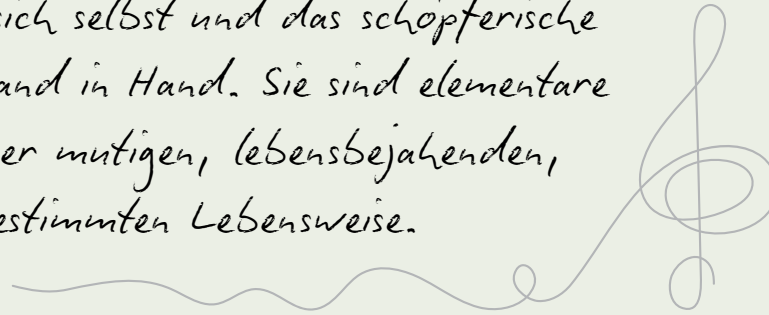 sich selbst und das schöpferische
and in Hand. Sie sind elementare
er mutigen, lebensbejahenden,
estimmten Lebensweise.